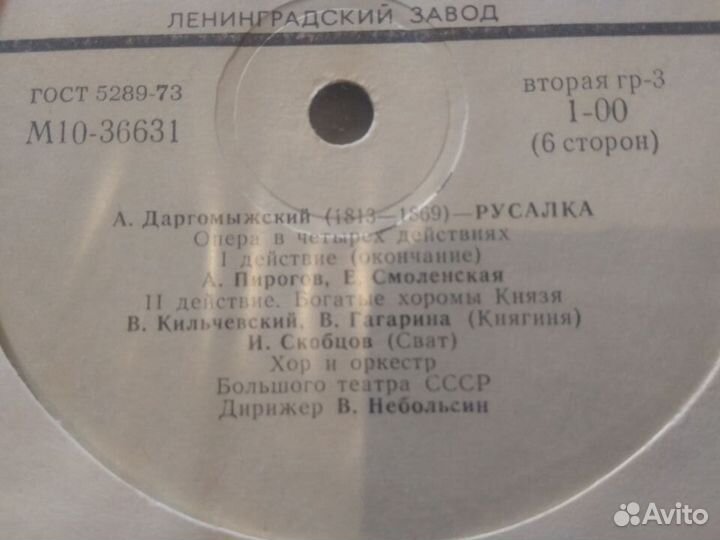 ЛЕНИНГРАДСКИЙ ЗАВОД
ГОСТ 5289-73
М10-36631
вторая гр-3
1-00
(6 сторон)
А. Даргомыжский (1813—1869)—РУСАЛКА
Опера в четырех действиях
I действие (окончание)
А. Пирогов, Е. Смоленская
II действие. Богатые хоромы Князя
В. Кильчевский, В. Гагарина (Княгиня)
И. Скобцов (Сват)
Хор и оркестр
Большого театра СССР
Дирижер В. Небольсин
Avito